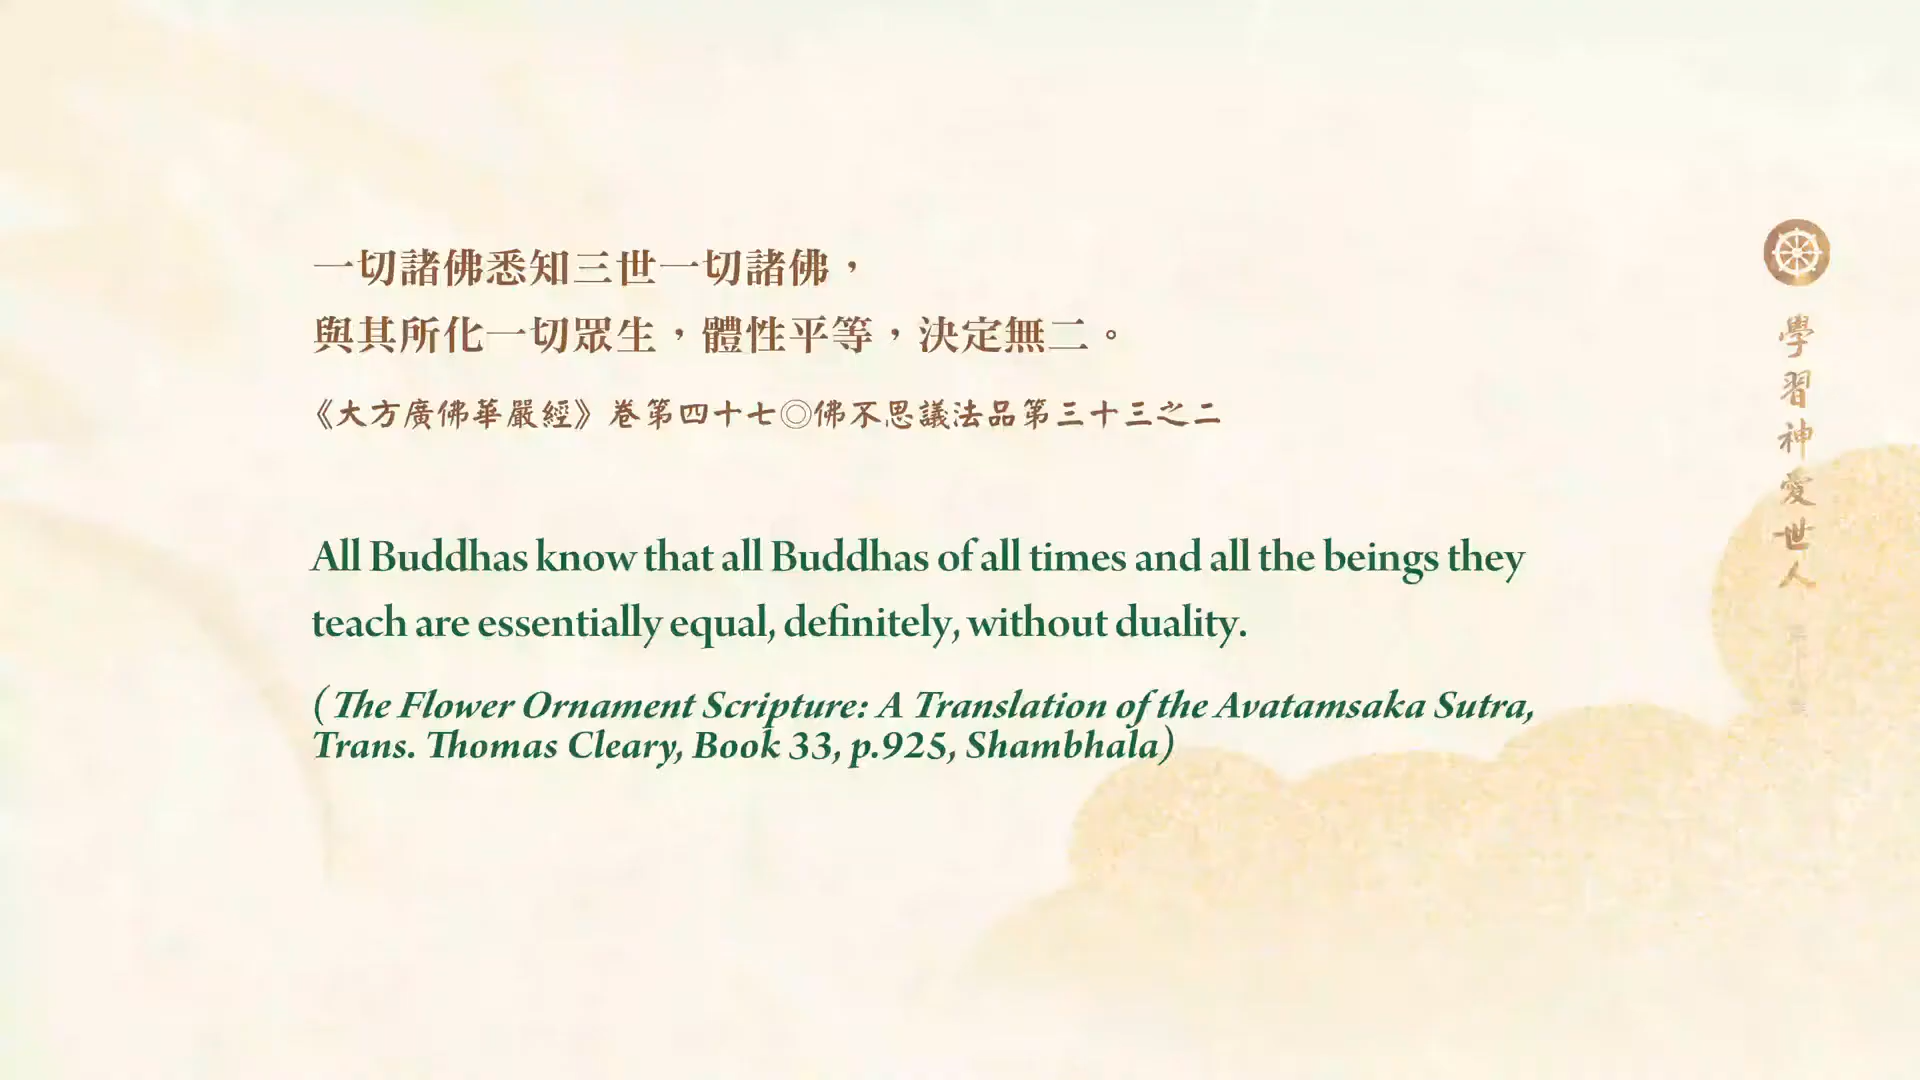 一切諸佛悉知三世一切諸佛，
與其所化一切眾生，體性平等，決定無二。
《大方廣佛華嚴經》卷第四十七◎佛不思議法品第三十三之二
All Buddhas know that all Buddhas of all times and all the beings they
teach are essentially equal, definitely, without duality.
(The Flower Ornament Scripture: A Translation of the Avatamsaka Sutra,
Trans. Thomas Cleary, Book 33, p.925, Shambhala)
學習神愛世人